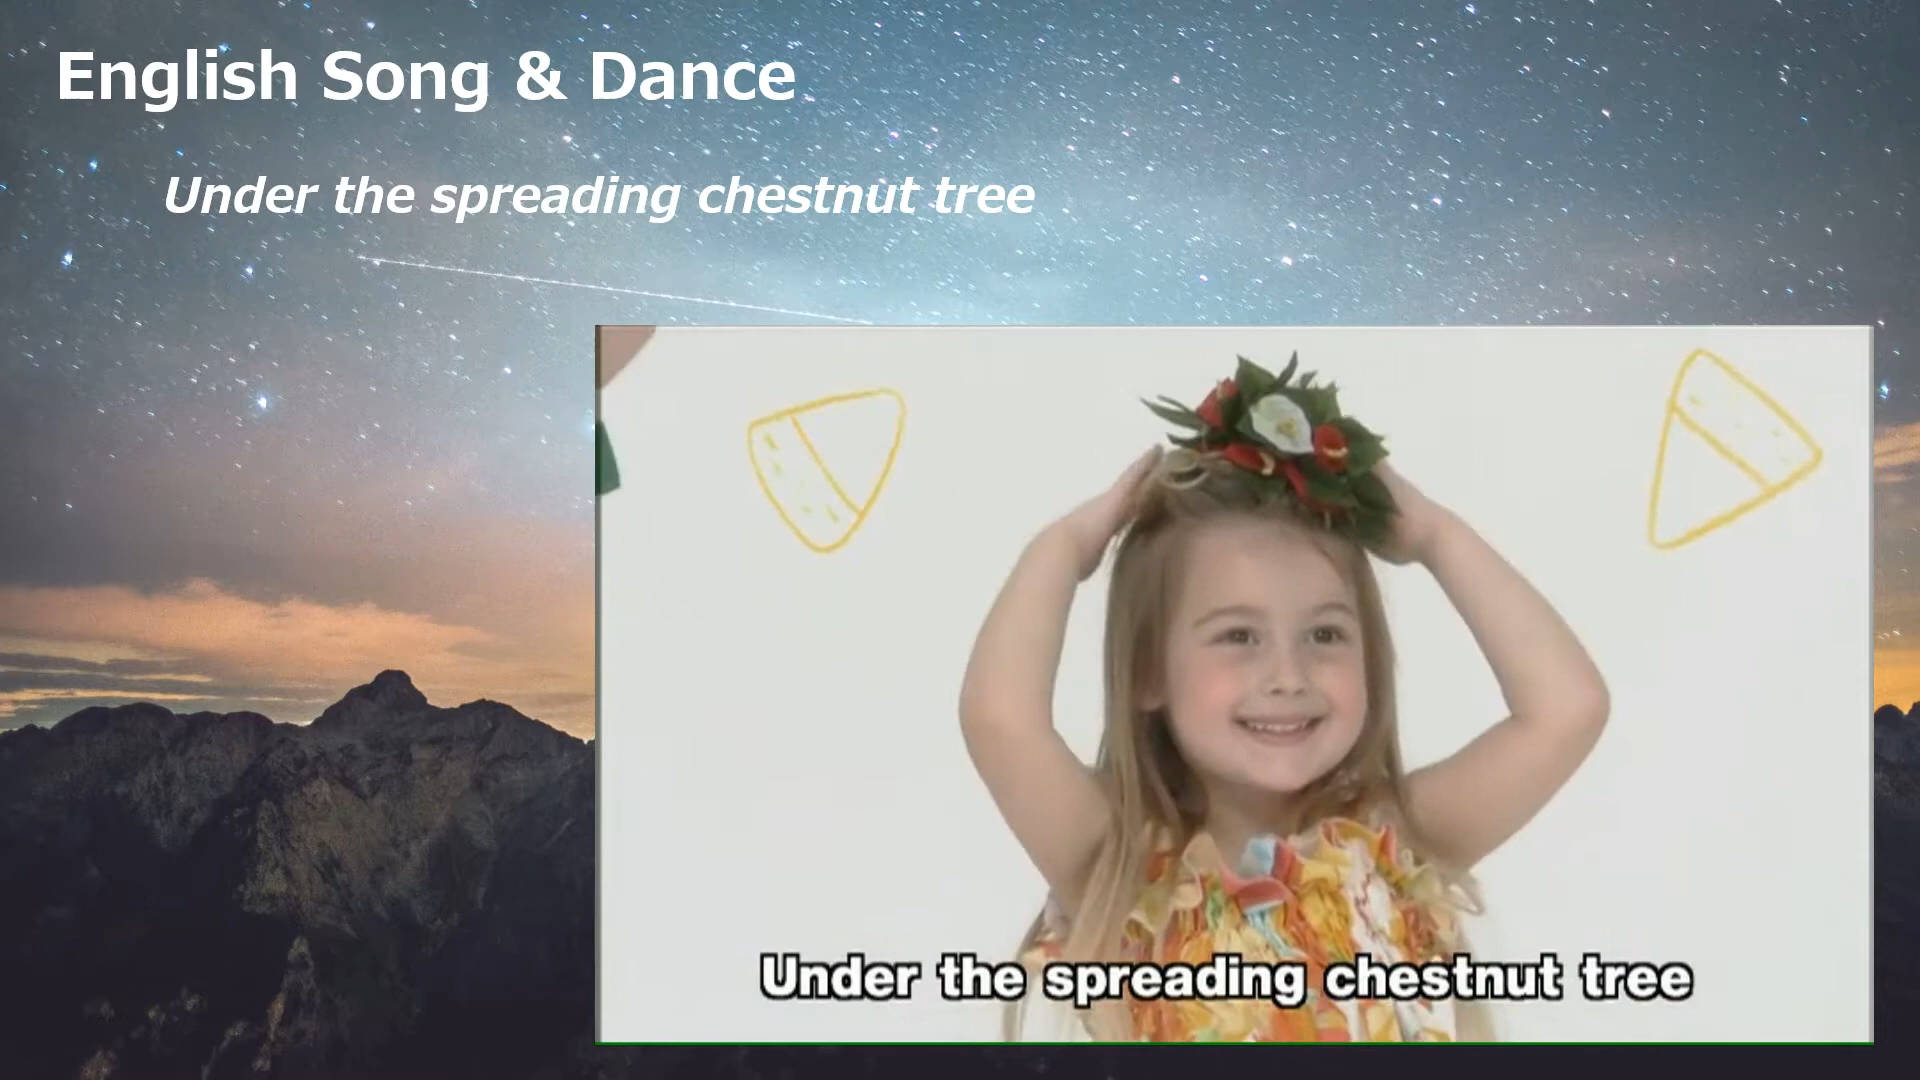 English Song & Dance
Under the spreading chestnut tree
Under the spreading chestnut tree